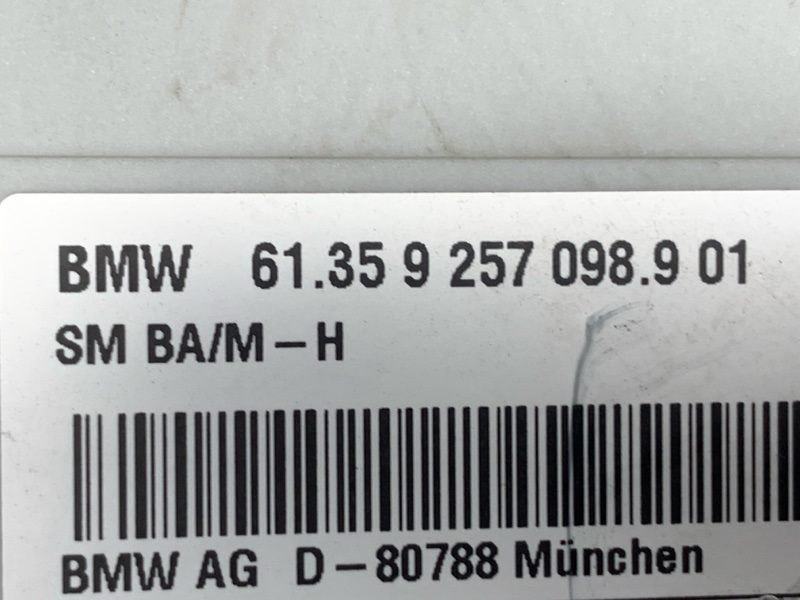 BMW 61.35 9 257 098.9 01
SM BA/M-H
BMW AG D-80788 München